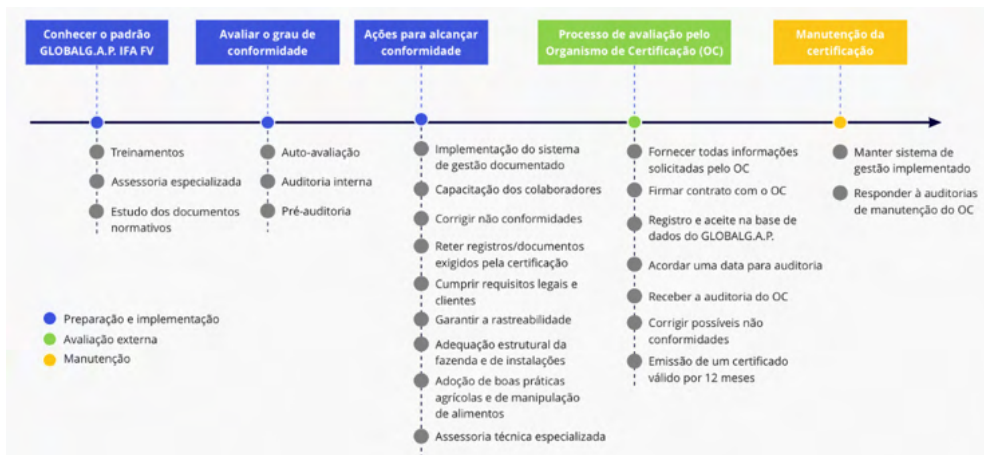 Conhecer o padrão
GLOBALG.A.P. IFA FV
Avaliar o grau de
conformidade
Ações para alcançar
conformidade
Processo de avaliação pelo
Organismo de Certificação (OC)
Manutenção da
certificação
Treinamentos
Assessoria especializada
Estudo dos documentos
normativos
Auto-avaliação
Auditoria interna
Pré-auditoria
Implementação do sistema
de gestão documentado
Capacitação dos colaboradores
Corrigir não conformidades
Reter registros/documentos
exigidos pela certificação
Cumprir requisitos legais e
clientes
Garantir a rastreabilidade
Adequação estrutural da
fazenda e de instalações
Adoção de boas práticas
agrícolas e de manipulação
de alimentos
Assessoria técnica especializada
Fornecer todas informações
solicitadas pelo OC
Firmar contrato com o OC
Registro e aceite na base de
dados do GLOBALG.A.P.
Acordar uma data para auditoria
Receber a auditoria do OC
Corrigir possíveis não
conformidades
Emissão de um certificado
válido por 12 meses
Manter sistema de
gestão implementado
Responder à auditorias
de manutenção do OC
Preparação e implementação
Avaliação externa
Manutenção